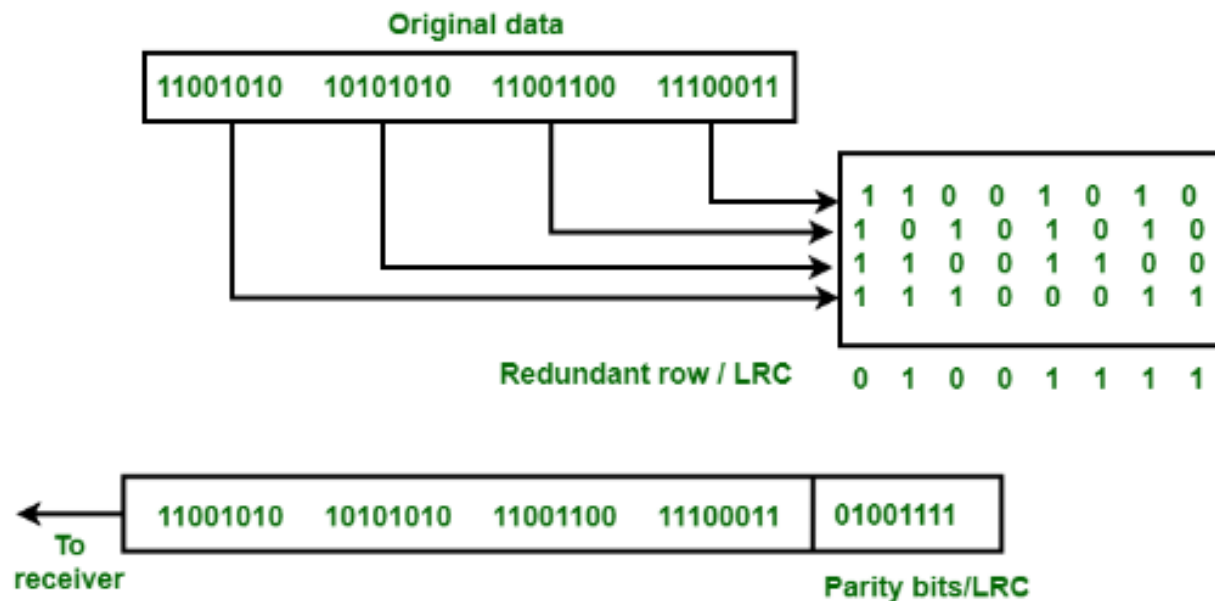 Original data
11001010 10101010 11001100 11100011
1 1 0 0 1 0 1 0
1 0 1 0 1 0 1 0
1 1 0 0 1 1 0 0
1 1 1 0 0 0 1 1
Redundant row / LRC 0 1 0 0 1 1 1 1
11001010 10101010 11001100 11100011 01001111
To
receiver
Parity bits/LRC